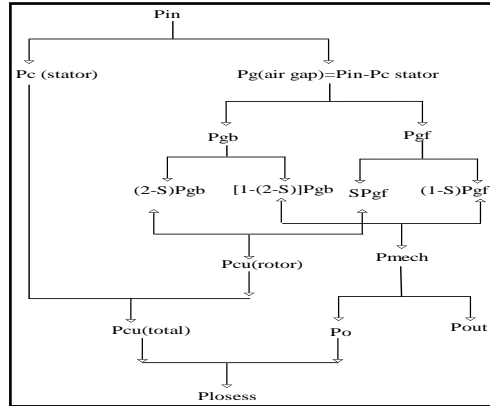 Pin
Pc (stator)
Pg(air gap)=Pin-Pc stator
Pgb
Pgf
(2-S)Pgb
[1-(2-S)]Pgb
SPgf
(1-S)Pgf
Pcu(rotor)
Pmech
Pcu(total)
Po
Pout
Plosess